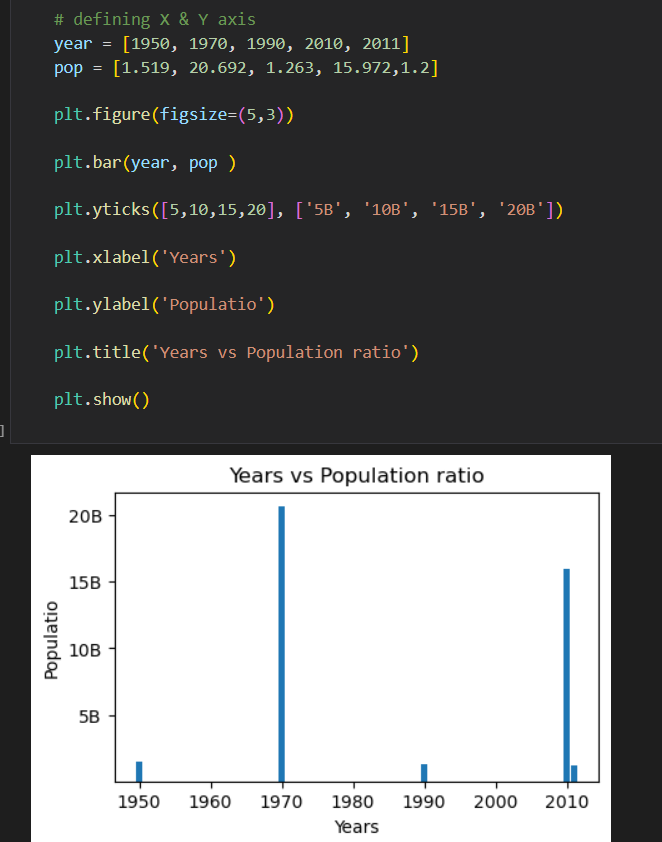 # defining X & Y axis
year = [1950, 1970, 1990, 2010, 2011]
pop = [1.519, 20.692, 1.263, 15.972,1.2]
plt.figure(figsize=(5,3))
plt.bar(year, pop )
plt.yticks([5,10,15,20], ['5B', '10B', '15B', '20B'])
plt.xlabel('Years')
plt.ylabel('Populatio')
plt.title('Years vs Population ratio')
plt.show()
]
Years vs Population ratio
20B
15B
10B
5B
Populatio
1950 1960 1970 1980 1990 2000 2010
Years